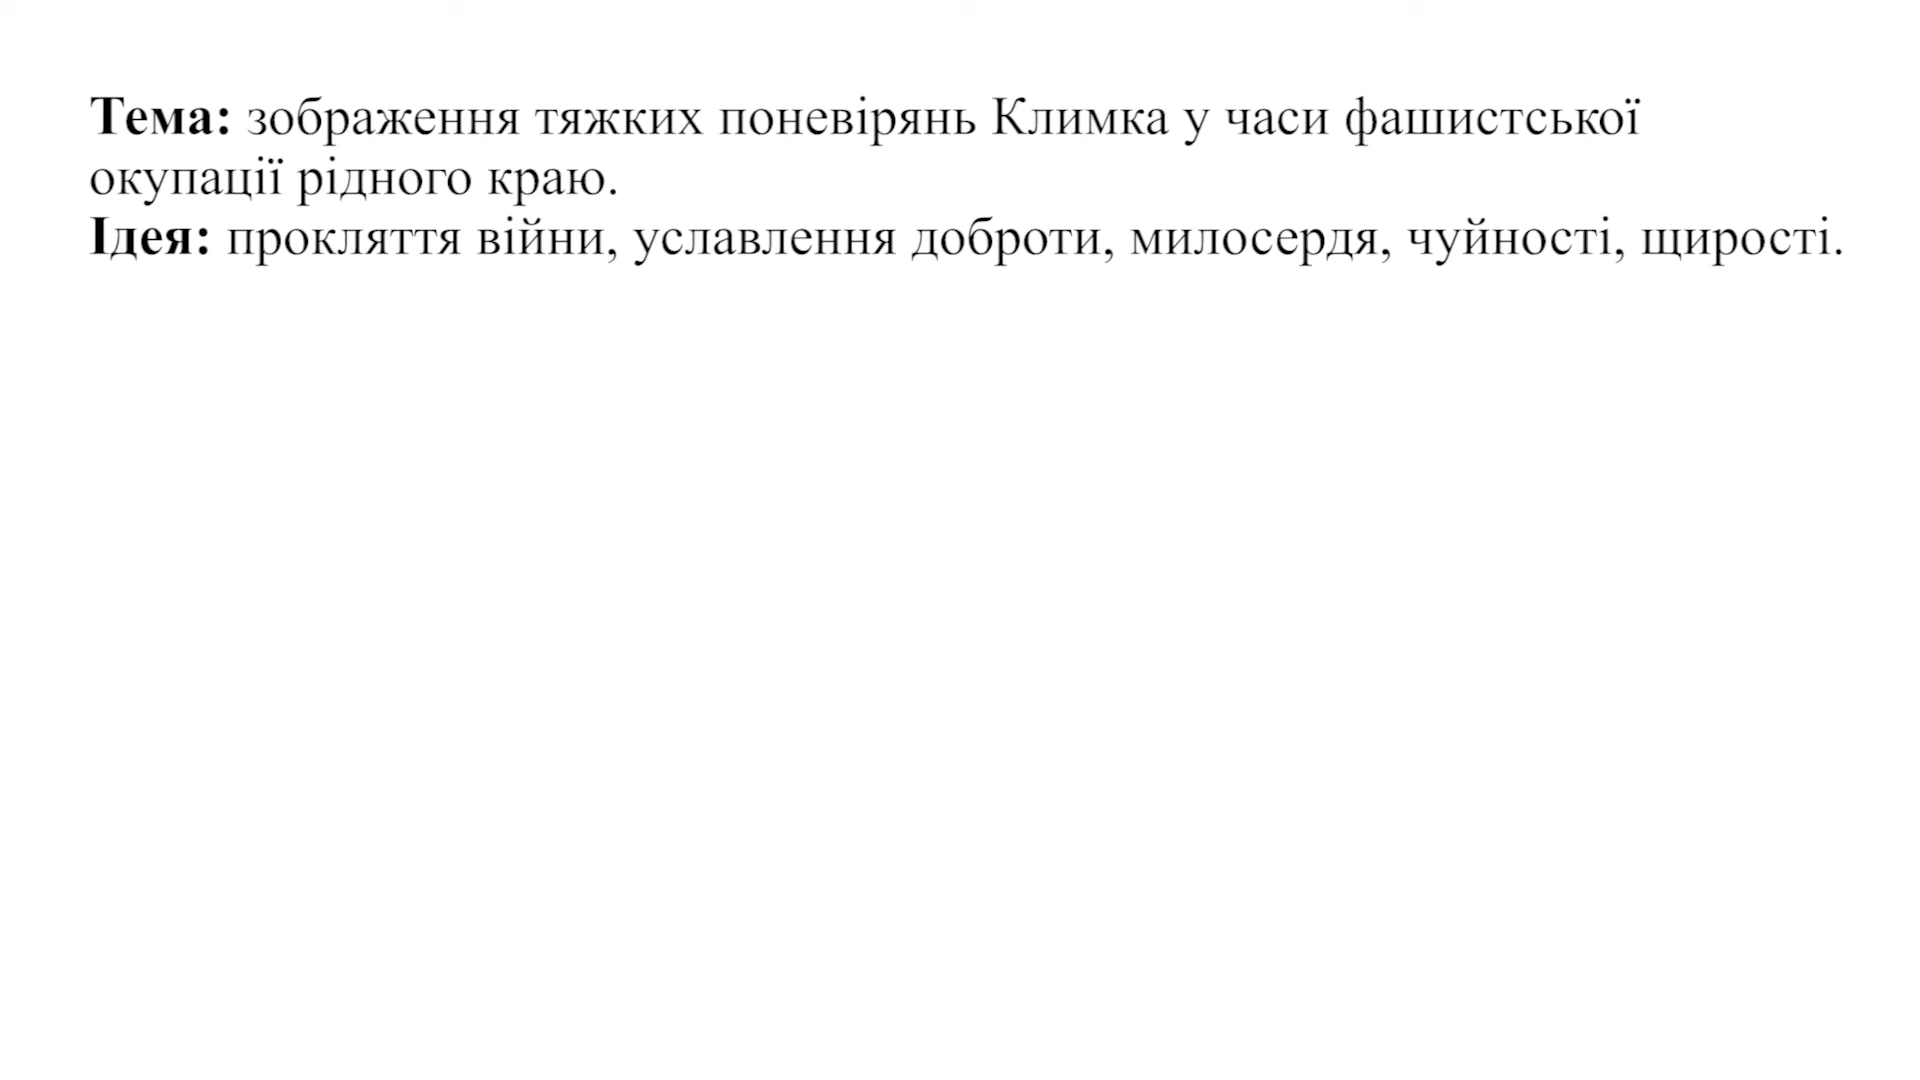 Тема: зображення тяжких поневірянь Климка у часи фашистської
окупації рідного краю.
Ідея: прокляття війни, уславлення доброти, милосердя, чуйності, щирості.